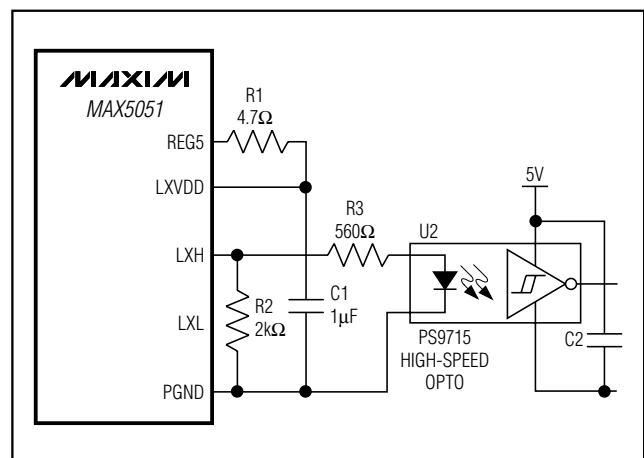 MAXIM
MAX5051
REG5
LXVDD
LXH
LXL
PGND
R1
4.7Ω
R3
560Ω
R2
2kΩ
C1
1µF
U2
5V
C2
PS9715
HIGH-SPEED
OPTO